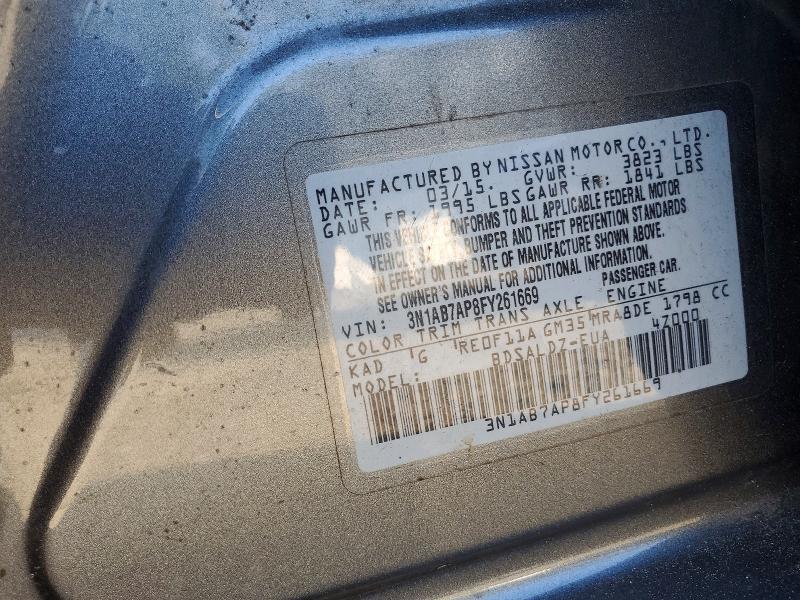 MANUFACTURED BY NISSAN MOTOR CO., LTD.
DATE: 03/15. GVWR: 3823 LBS
GAWR FR: 1995 LBS GAWR RR: 1841 LBS
THIS VEHICLE CONFORMS TO ALL APPLICABLE FEDERAL MOTOR
VEHICLE BUMPER AND THEFT PREVENTION STANDARDS
IN EFFECT ON THE DATE OF MANUFACTURE SHOWN ABOVE.
SEE OWNER'S MANUAL FOR ADDITIONAL INFORMATION.
VIN: 3N1AB7AP8FY261669 PASSENGER CAR.
COLOR TRIM TRANS AXLE ENGINE
KAD G RE0F11A GM35 MRA8DE 1798 CC
MODEL: BDSALDZ-EUA 4Z000
3N1AB7AP8FY261669